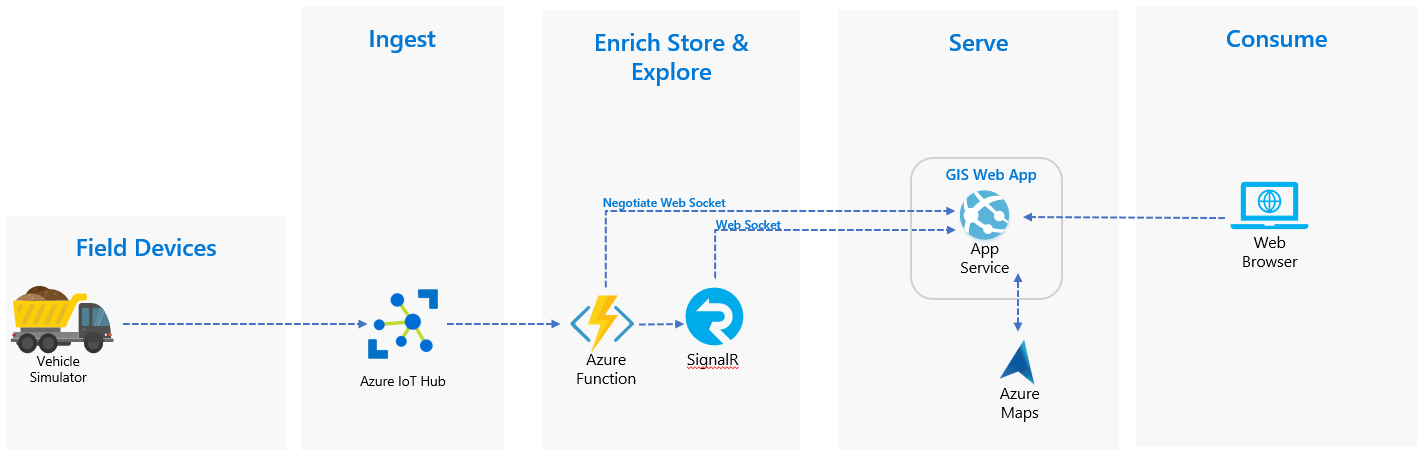 Ingest
Enrich Store &
Explore
Serve
Consume
Field Devices
GIS Web App
Negotiate Web Socket
Web Socket
App
Service
Web
Browser
Vehicle
Simulator
Azure IoT Hub
Azure
Function
SignalR
Azure
Maps